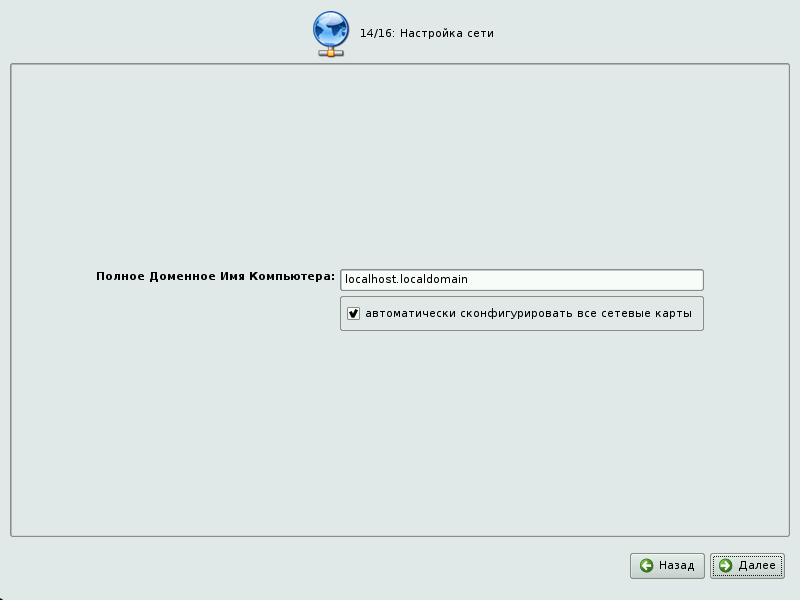 14/16: Настройка сети
Полное Доменное Имя Компьютера:
localhost.localdomain
автоматически сконфигурировать все сетевые карты
Назад
Далее